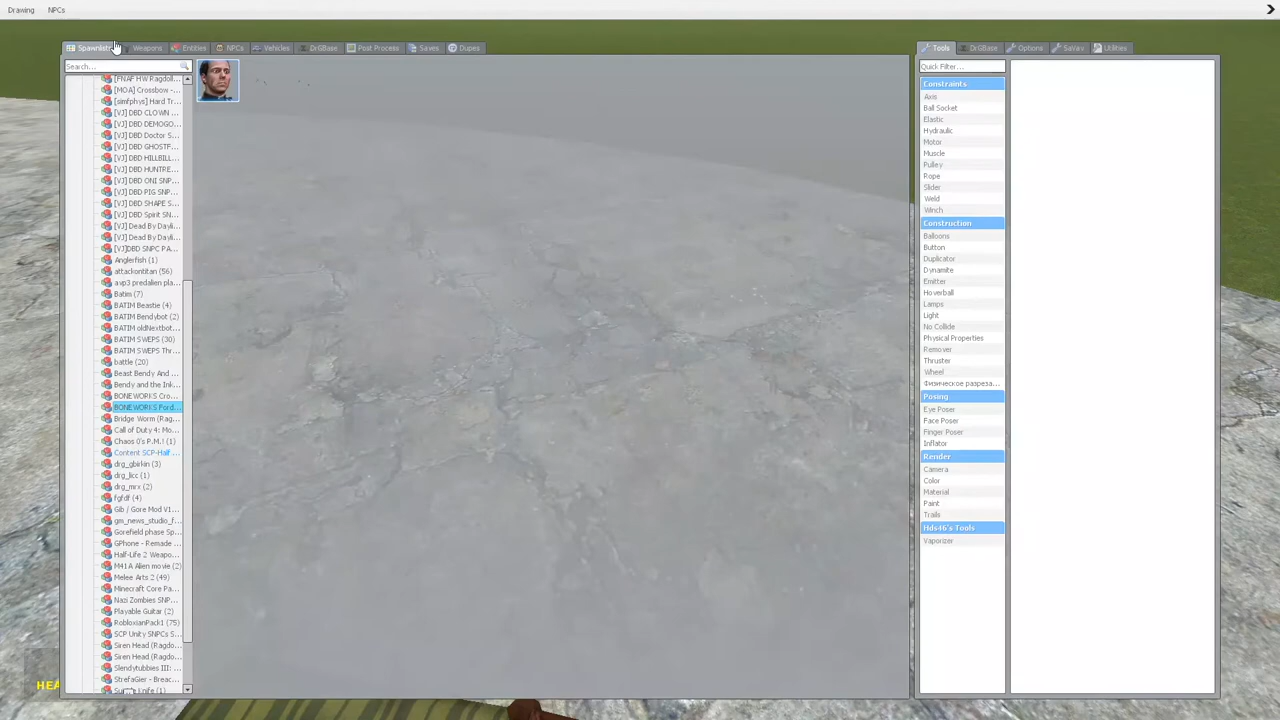 Drawing NPCs
Spawnlists Weapons Entities NPCs Vehicles DrGBase Post Process Saves Dupes
Search...
[FNAF HW Ragdoll...
[MOA] Crossbow -...
[simfphys] Hard Tr...
[VJ] DBD CLOWN ...
[VJ] DBD DEMOGO...
[VJ] DBD Doctor S...
[VJ] DBD GHOSTF...
[VJ] DBD HILLBILL...
[VJ] DBD HUNTRE...
[VJ] DBD ONI SNP...
[VJ] DBD PIG SNP...
[VJ] DBD SHAPE S...
[VJ] DBD Spirit SN...
[VJ] Dead By Dayli...
[VJ] Dead By Dayli...
[VJ]DBD SNPC PA...
Anglerfish (1)
attackontitan (56)
avp3 predalien pla...
Batim (7)
BATIM Beastie (4)
BATIM Bendybot (2)
BATIM oldNextbot...
BATIM SWEPS (30)
BATIM SWEPS Thr...
battle (20)
Beast Bendy And ...
Bendy and the Ink...
BONEWORKS Cro...
BONEWORKS Ford...
Bridge Worm (Rag...
Call of Duty 4: Mo...
Chaos 0's P.M.! (1)
Content SCP-Half ...
drg_gbirkin (3)
drg_licc (1)
drg_mrx (2)
fgfdf (4)
Gib / Gore Mod V1...
gm_news_studio_f...
Gorefield phase Sp...
GPhone - Remade ...
Half-Life 2 Weapo...
M41A Alien movie (2)
Melee Arts 2 (49)
Minecraft Core Pa...
Nazi Zombies SNP...
Playable Guitar (2)
RobloxianPack1 (75)
SCP Unity SNPCs S...
Siren Head (Ragdo...
Siren Head (Ragdo...
Slendytubbies III: ...
StrefaGier - Breac...
Knife (1)
HEA
Tools DrGBase Options SaVav Utilities
Quick Filter...
Constraints
Axis
Ball Socket
Elastic
Hydraulic
Motor
Muscle
Pulley
Rope
Slider
Weld
Winch
Construction
Balloons
Button
Duplicator
Dynamite
Emitter
Hoverball
Lamps
Light
No Collide
Physical Properties
Remover
Thruster
Wheel
Физическое разреза...
Posing
Eye Poser
Face Poser
Finger Poser
Inflator
Render
Camera
Color
Material
Paint
Trails
Hds46's Tools
Vaporizer